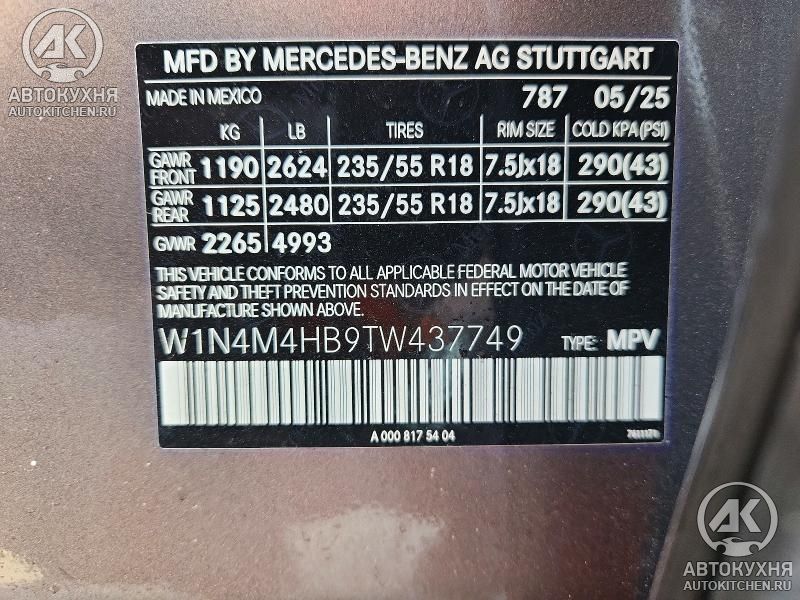 АК
АВТОКУХНЯ
AUTOKITCHEN.RU
MFD BY MERCEDES-BENZ AG STUTTGART
MADE IN MEXICO 787 05/25
KG LB TIRES RIM SIZE COLD KPA(PSI)
GAWR FRONT 1190 2624 235/55 R18 7.5Jx18 290(43)
GAWR REAR 1125 2480 235/55 R18 7.5Jx18 290(43)
GVWR 2265 4993
THIS VEHICLE CONFORMS TO ALL APPLICABLE FEDERAL MOTOR VEHICLE
SAFETY AND THEFT PREVENTION STANDARDS IN EFFECT ON THE DATE OF
MANUFACTURE SHOWN ABOVE.
W1N4M4HB9TW437749 TYPE: MPV
A 000 817 54 04
АК
АВТОКУХНЯ
AUTOKITCHEN.RU